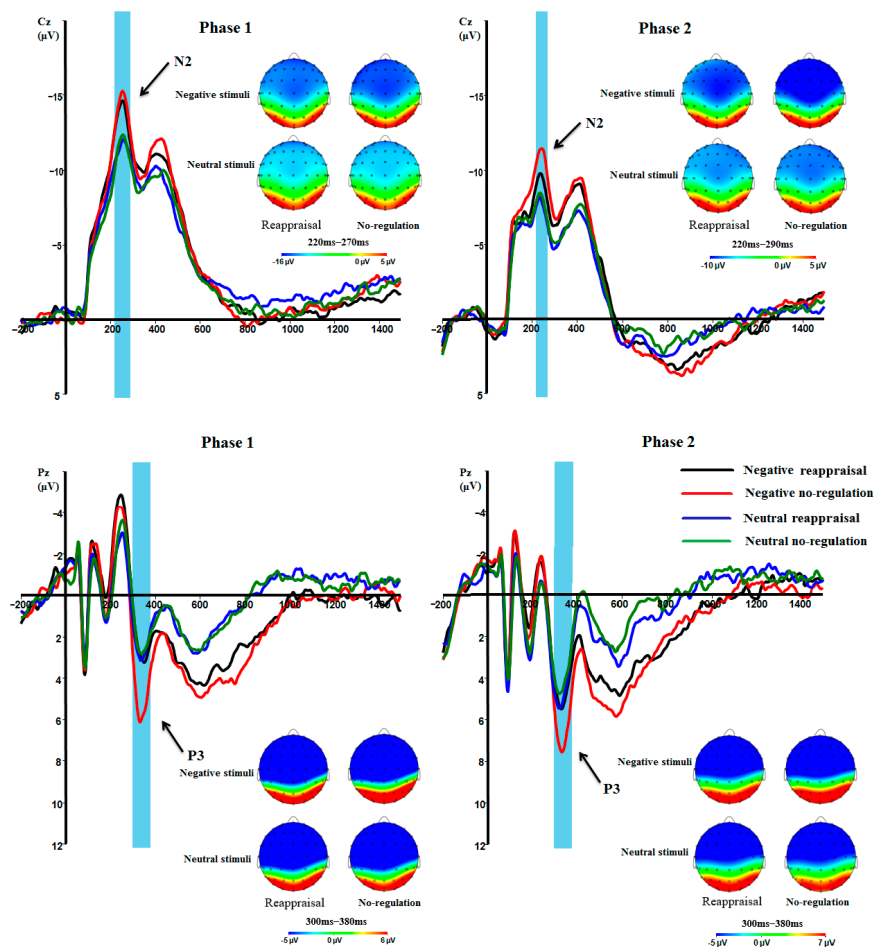 Cz
(μV)
Phase 1
N2
Negative stimuli
Neutral stimuli
Reappraisal
No-regulation
220ms–270ms
-16 μV
0 μV
5 μV
−15
−10
−5
5
−200
200
400
600
800
1000
1200
1400
Cz
(μV)
Phase 2
N2
Negative stimuli
Neutral stimuli
Reappraisal
No-regulation
220ms–290ms
-10 μV
0 μV
5 μV
−15
−10
−5
5
−200
200
400
600
800
1000
1200
1400
Pz
(μV)
Phase 1
P3
Negative stimuli
Neutral stimuli
Reappraisal
No-regulation
300ms–380ms
-5 μV
0 μV
6 μV
−4
−2
2
4
6
8
10
12
−200
200
400
600
800
1000
1200
1400
Pz
(μV)
Phase 2
Negative reappraisal
Negative no-regulation
Neutral reappraisal
Neutral no-regulation
P3
Negative stimuli
Neutral stimuli
Reappraisal
No-regulation
300ms–380ms
-5 μV
0 μV
7 μV
−4
−2
2
4
6
8
10
12
−200
200
400
600
800
1000
1200
1400